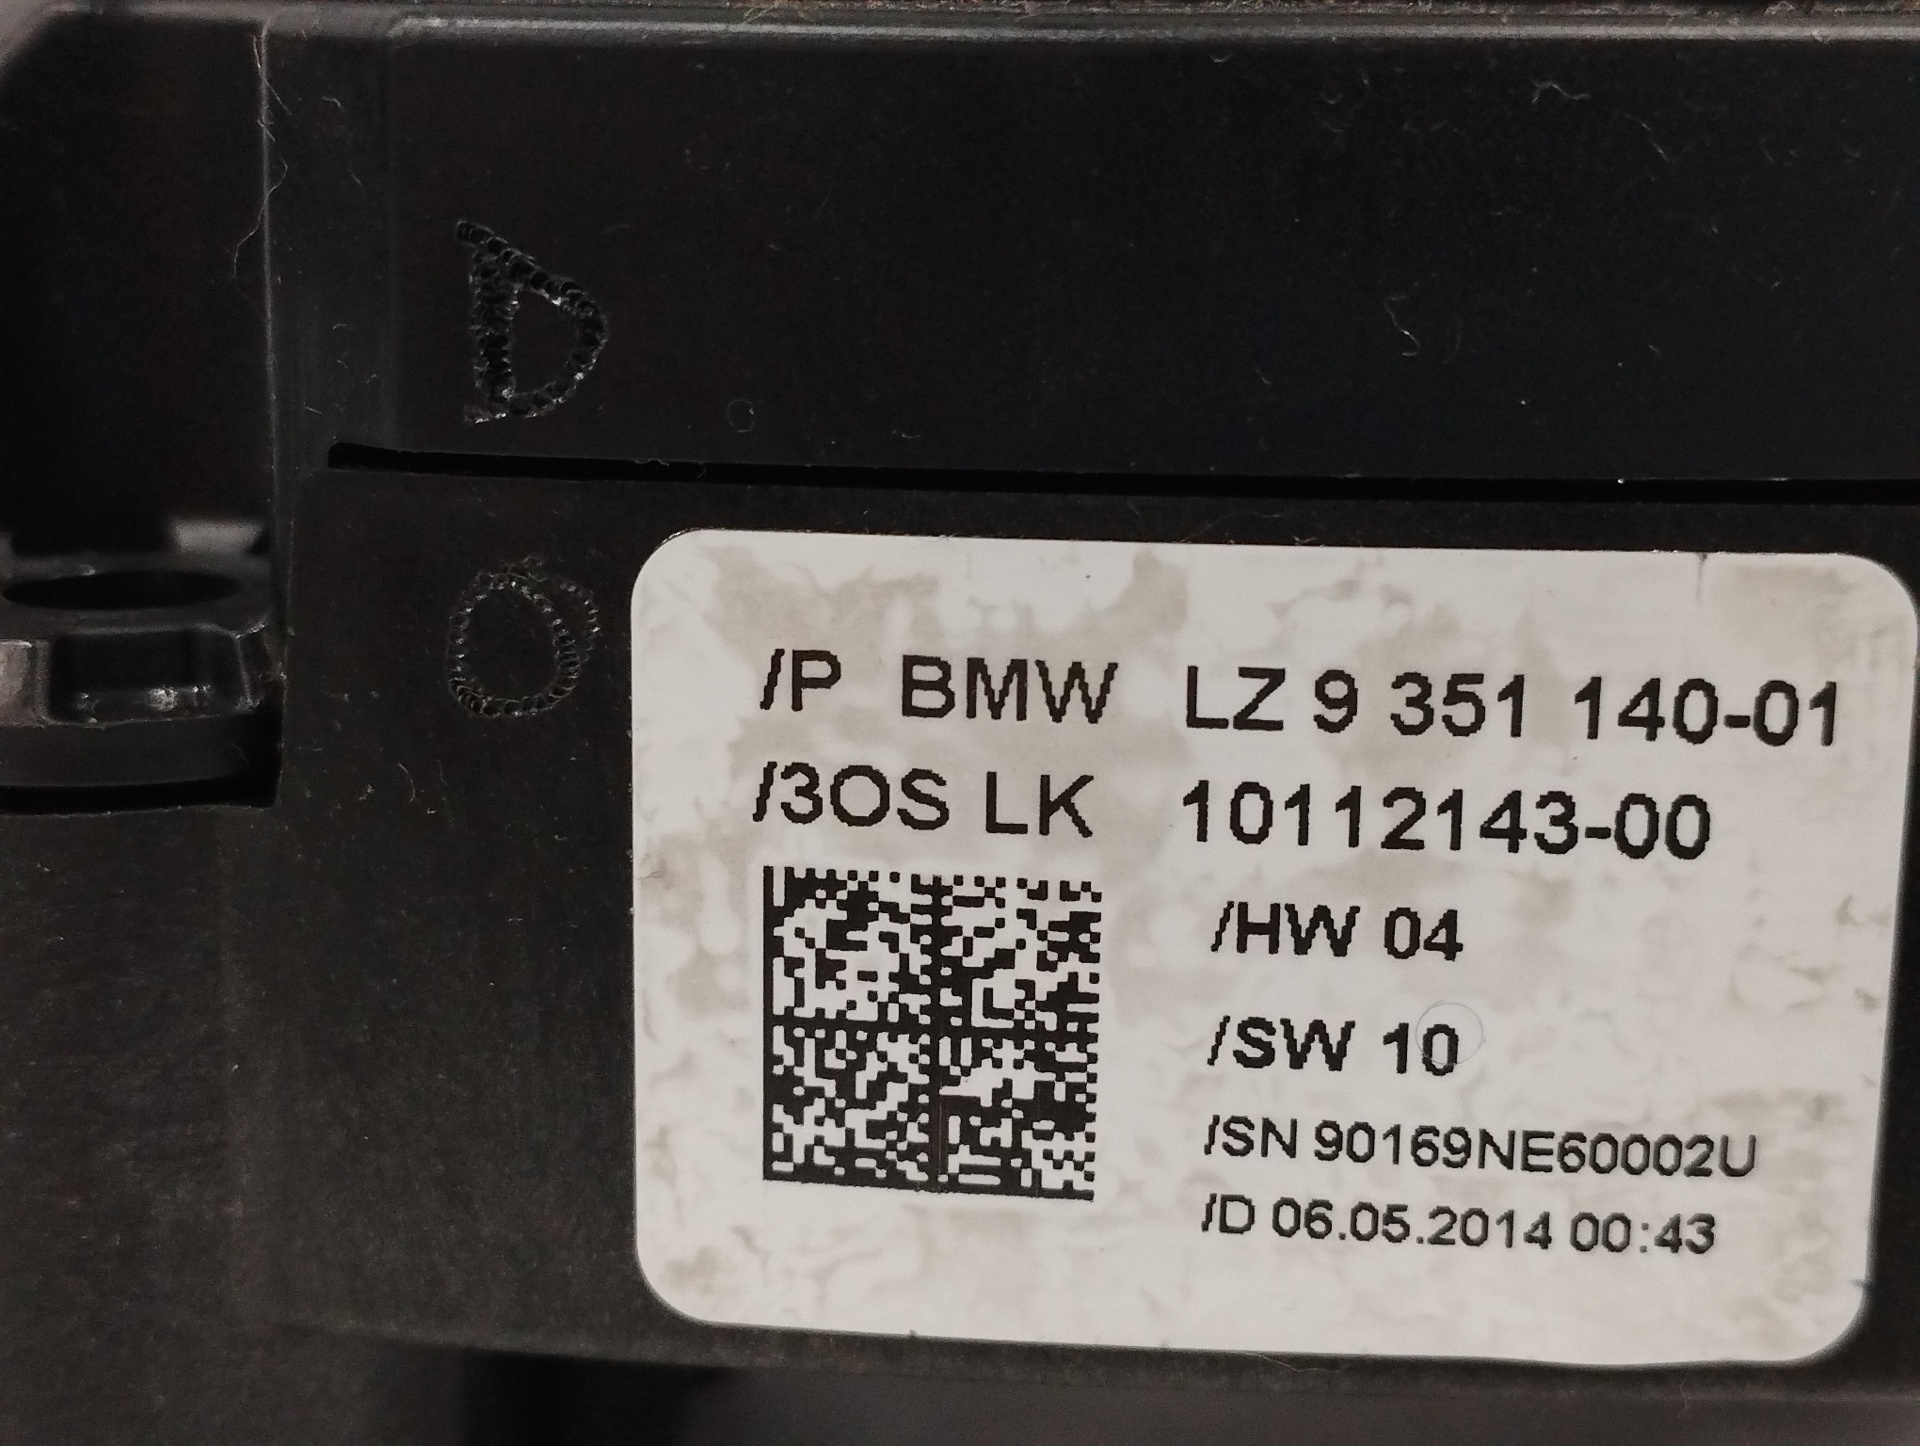 D
O
/P BMW LZ 9 351 140-01
/3OS LK 10112143-00
/HW 04
/SW 10
/SN 90169NE60002U
/D 06.05.2014 00:43